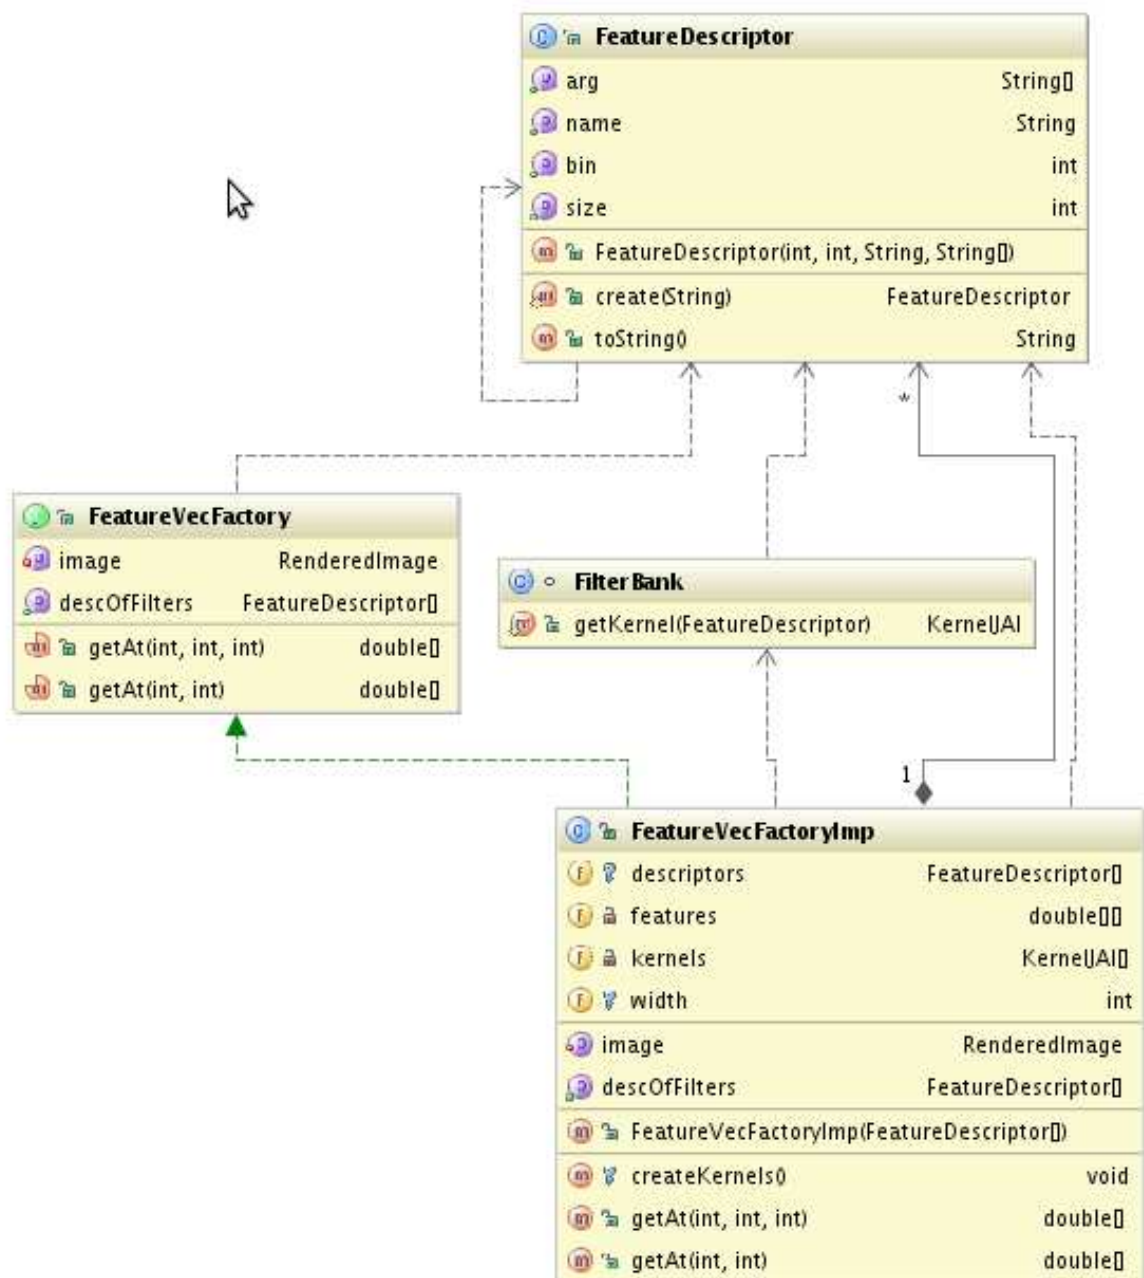 FeatureDescriptor
arg String[]
name String
bin int
size int
FeatureDescriptor(int, int, String, String[])
create(String) FeatureDescriptor
toString() String
*
FeatureVecFactory
image RenderedImage
descOfFilters FeatureDescriptor[]
getAt(int, int, int) double[]
getAt(int, int) double[]
FilterBank
getKernel(FeatureDescriptor) KernelJAI
1
FeatureVecFactoryImp
descriptors FeatureDescriptor[]
features double[][]
kernels KernelJAI[]
width int
image RenderedImage
descOfFilters FeatureDescriptor[]
FeatureVecFactoryImp(FeatureDescriptor[])
createKernels() void
getAt(int, int, int) double[]
getAt(int, int) double[]